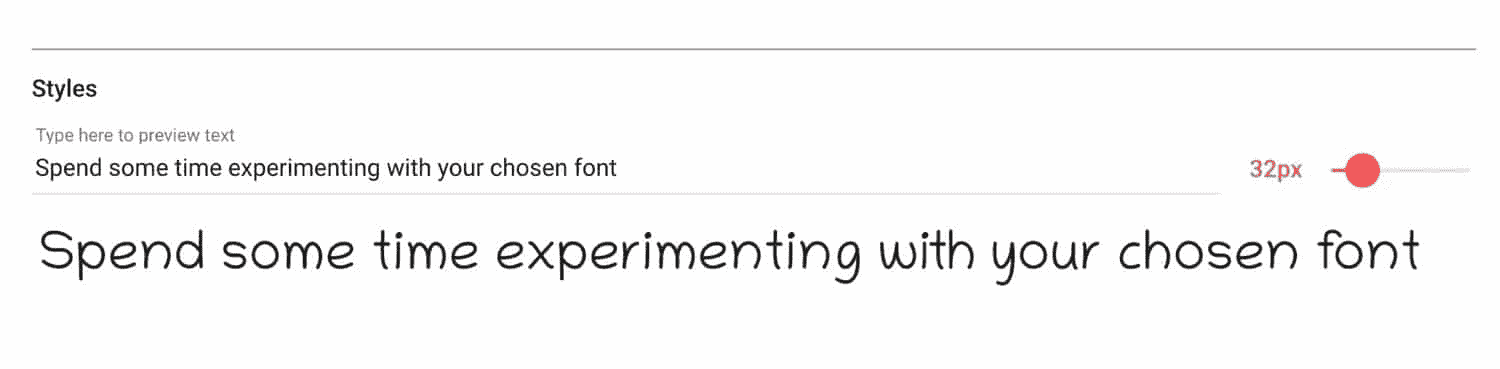 Styles
Type here to preview text
Spend some time experimenting with your chosen font
32px
Spend some time experimenting with your chosen font